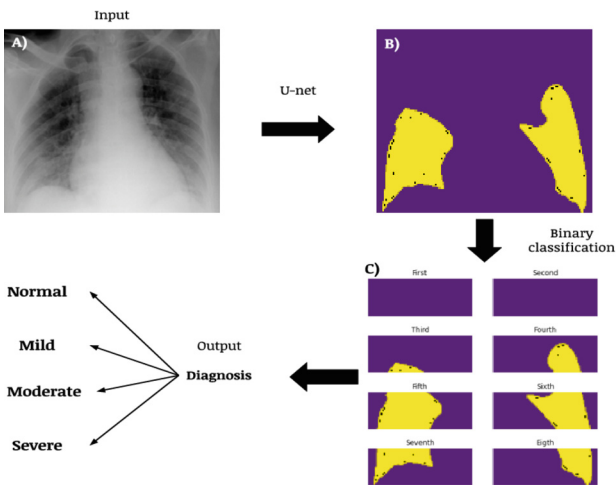 Input
A)
U-net
B)
Binary
classification
C)
First
Second
Third
Fourth
Fifth
Sixth
Seventh
Eigth
Output
Diagnosis
Normal
Mild
Moderate
Severe